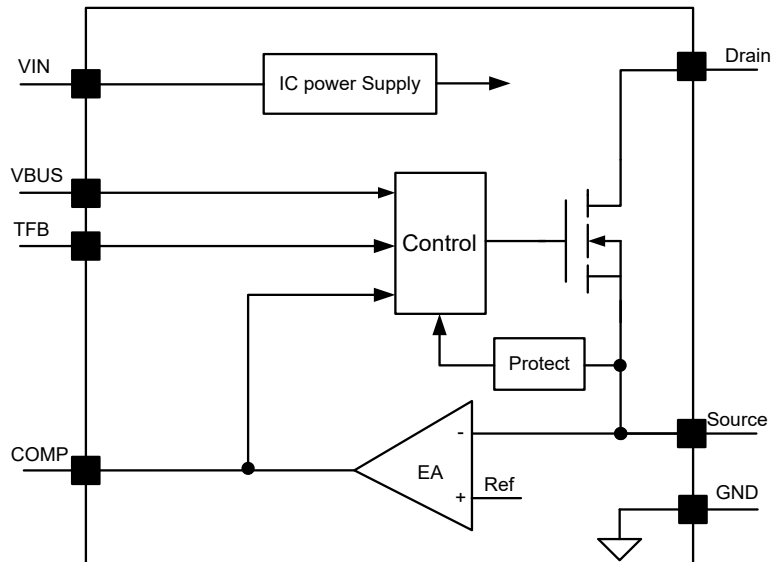 VIN
IC power Supply
Drain
VBUS
TFB
Control
Protect
COMP
EA
-
+
Ref
Source
GND